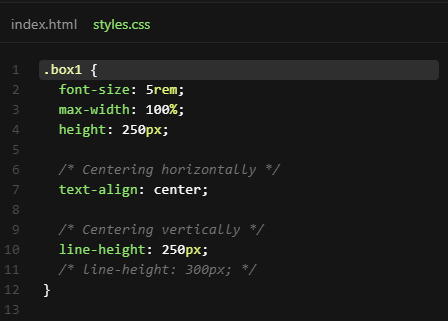 index.html styles.css
1 .box1 {
2 font-size: 5rem;
3 max-width: 100%;
4 height: 250px;
5
6 /* Centering horizontally */
7 text-align: center;
8
9 /* Centering vertically */
10 line-height: 250px;
11 /* line-height: 300px; */
12 }
13